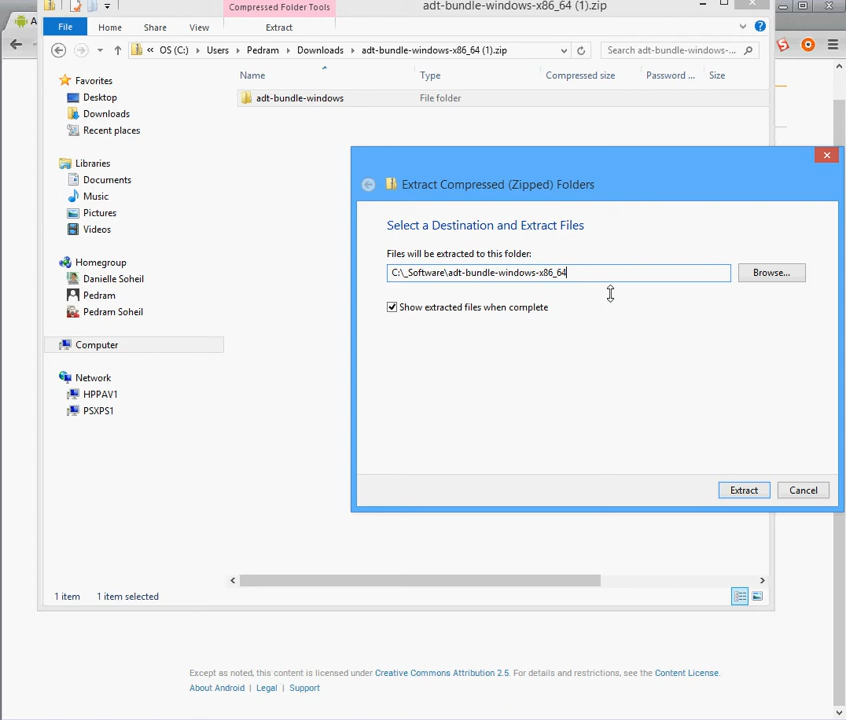 Compressed Folder Tools
adt-bundle-windows-x86_64 (1).zip
File Home Share View Extract
OS (C:) Users Pedram Downloads adt-bundle-windows-x86_64 (1).zip
Search adt-bundle-windows-...
Name Type Compressed size Password ... Size
adt-bundle-windows File folder
Favorites
Desktop
Downloads
Recent places
Libraries
Documents
Music
Pictures
Videos
Homegroup
Danielle Soheil
Pedram
Pedram Soheil
Computer
Network
HPPAV1
PSXPS1
Extract Compressed (Zipped) Folders
Select a Destination and Extract Files
Files will be extracted to this folder:
C:\_Software\adt-bundle-windows-x86_64
Browse...
Show extracted files when complete
Extract Cancel
1 item 1 item selected
Except as noted, this content is licensed under Creative Commons Attribution 2.5. For details and restrictions, see the Content License.
About Android | Legal | Support